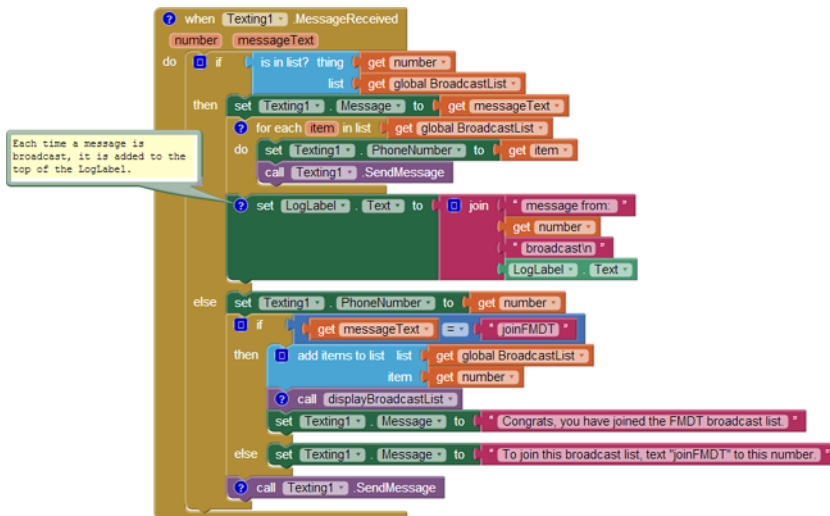 when Texting1 .MessageReceived
number messageText
do if is in list? thing get number
list get global BroadcastList
then set Texting1 . Message to get messageText
for each item in list get global BroadcastList
do set Texting1 . PhoneNumber to get item
call Texting1 .SendMessage
Each time a message is
broadcast, it is added to the
top of the LogLabel.
set LogLabel . Text to join " message from: "
get number
" broadcast\n "
LogLabel . Text
else set Texting1 . PhoneNumber to get number
if get messageText = " joinFMDT "
then add items to list list get global BroadcastList
item get number
call displayBroadcastList
set Texting1 . Message to " Congrats, you have joined the FMDT broadcast list. "
else set Texting1 . Message to " To join this broadcast list, text "joinFMDT" to this number. "
call Texting1 .SendMessage